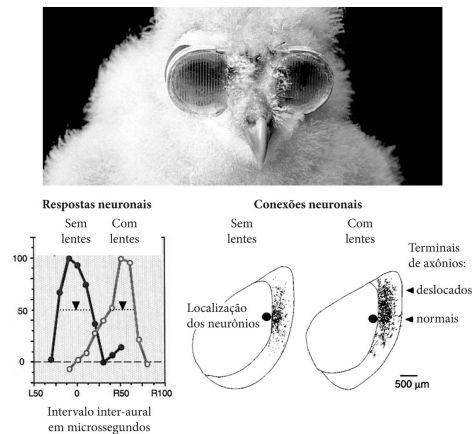 Respostas neuronais
Conexões neuronais
Sem
lentes
Com
lentes
Sem
lentes
Com
lentes
Terminais
de axônios:
deslocados
normais
Localização
dos neurônios
100
50
0
L50
0
R50
R100
Intervalo inter-aural
em microssegundos
500 μm